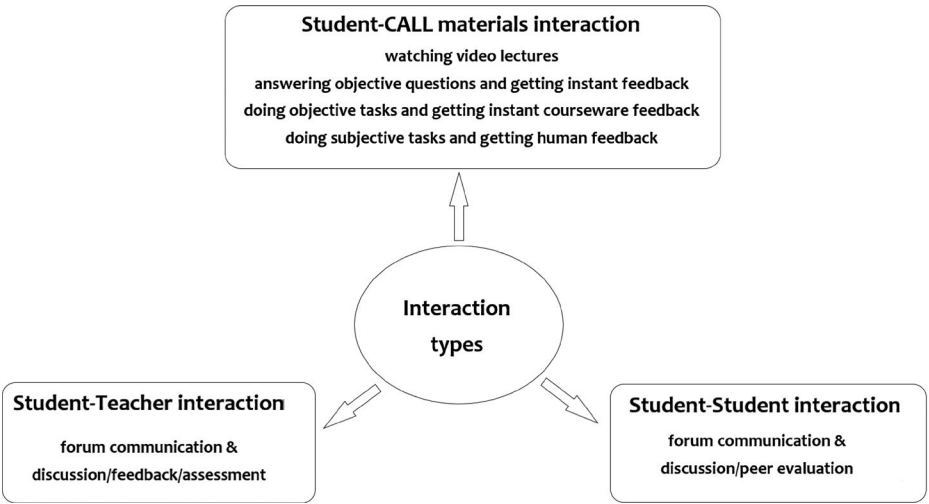 Student-CALL materials interaction
watching video lectures
answering objective questions and getting instant feedback
doing objective tasks and getting instant courseware feedback
doing subjective tasks and getting human feedback
Interaction
types
Student-Teacher interaction
forum communication &
discussion/feedback/assessment
Student-Student interaction
forum communication &
discussion/peer evaluation